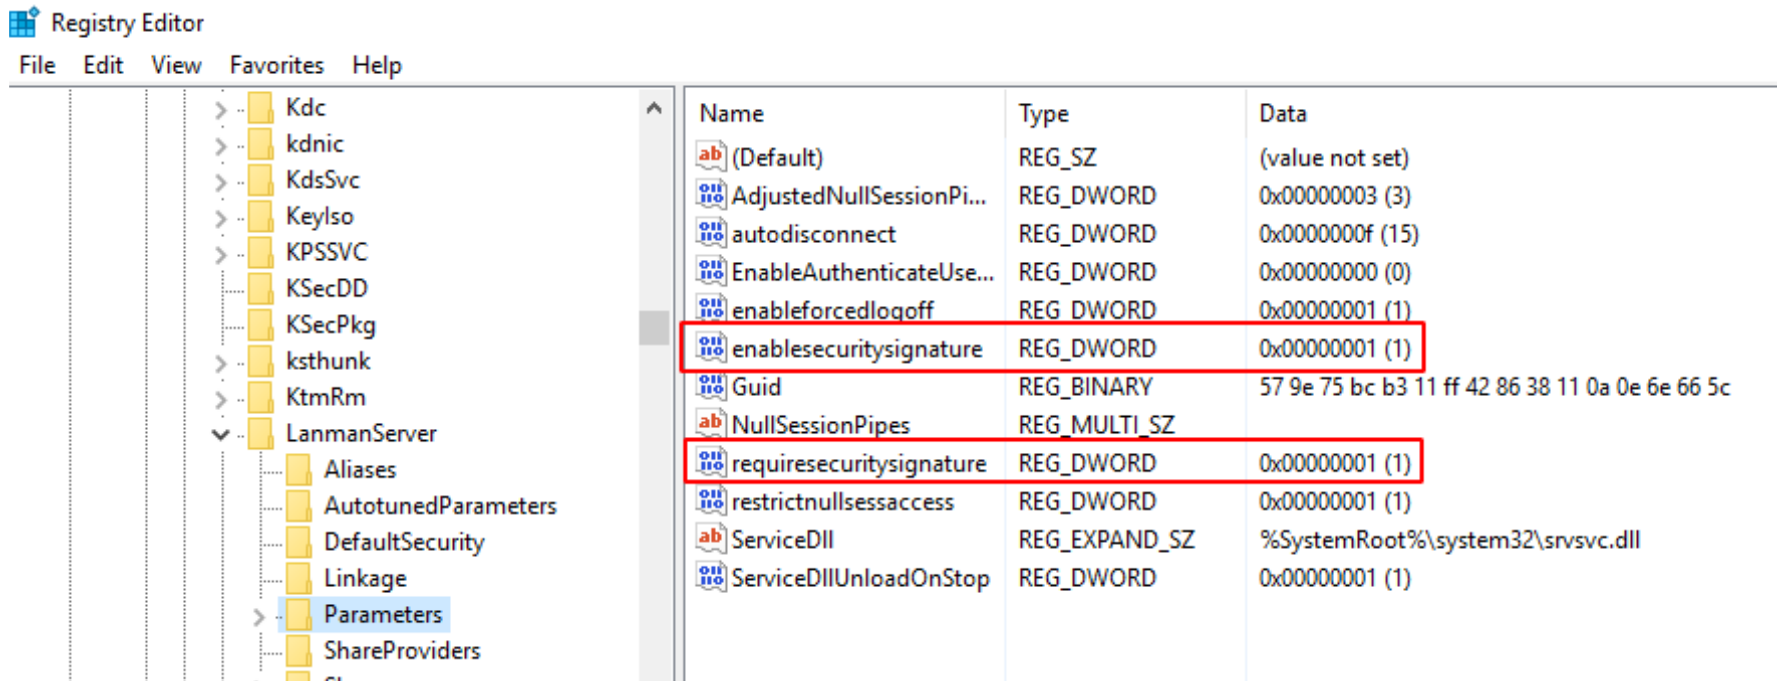 Registry Editor
File Edit View Favorites Help
Kdc
kdnic
KdsSvc
KeyIso
KPSSVC
KSecDD
KSecPkg
ksthunk
KtmRm
LanmanServer
Aliases
AutotunedParameters
DefaultSecurity
Linkage
Parameters
ShareProviders
Name Type Data
(Default) REG_SZ (value not set)
AdjustedNullSessionPi... REG_DWORD 0x00000003 (3)
autodisconnect REG_DWORD 0x0000000f (15)
EnableAuthenticateUse... REG_DWORD 0x00000000 (0)
enableforcedlogoff REG_DWORD 0x00000001 (1)
enablesecuritysignature REG_DWORD 0x00000001 (1)
Guid REG_BINARY 57 9e 75 bc b3 11 ff 42 86 38 11 0a 0e 6e 66 5c
NullSessionPipes REG_MULTI_SZ
requiresecuritysignature REG_DWORD 0x00000001 (1)
restrictnullsessaccess REG_DWORD 0x00000001 (1)
ServiceDll REG_EXPAND_SZ %SystemRoot%\system32\srvsvc.dll
ServiceDllUnloadOnStop REG_DWORD 0x00000001 (1)